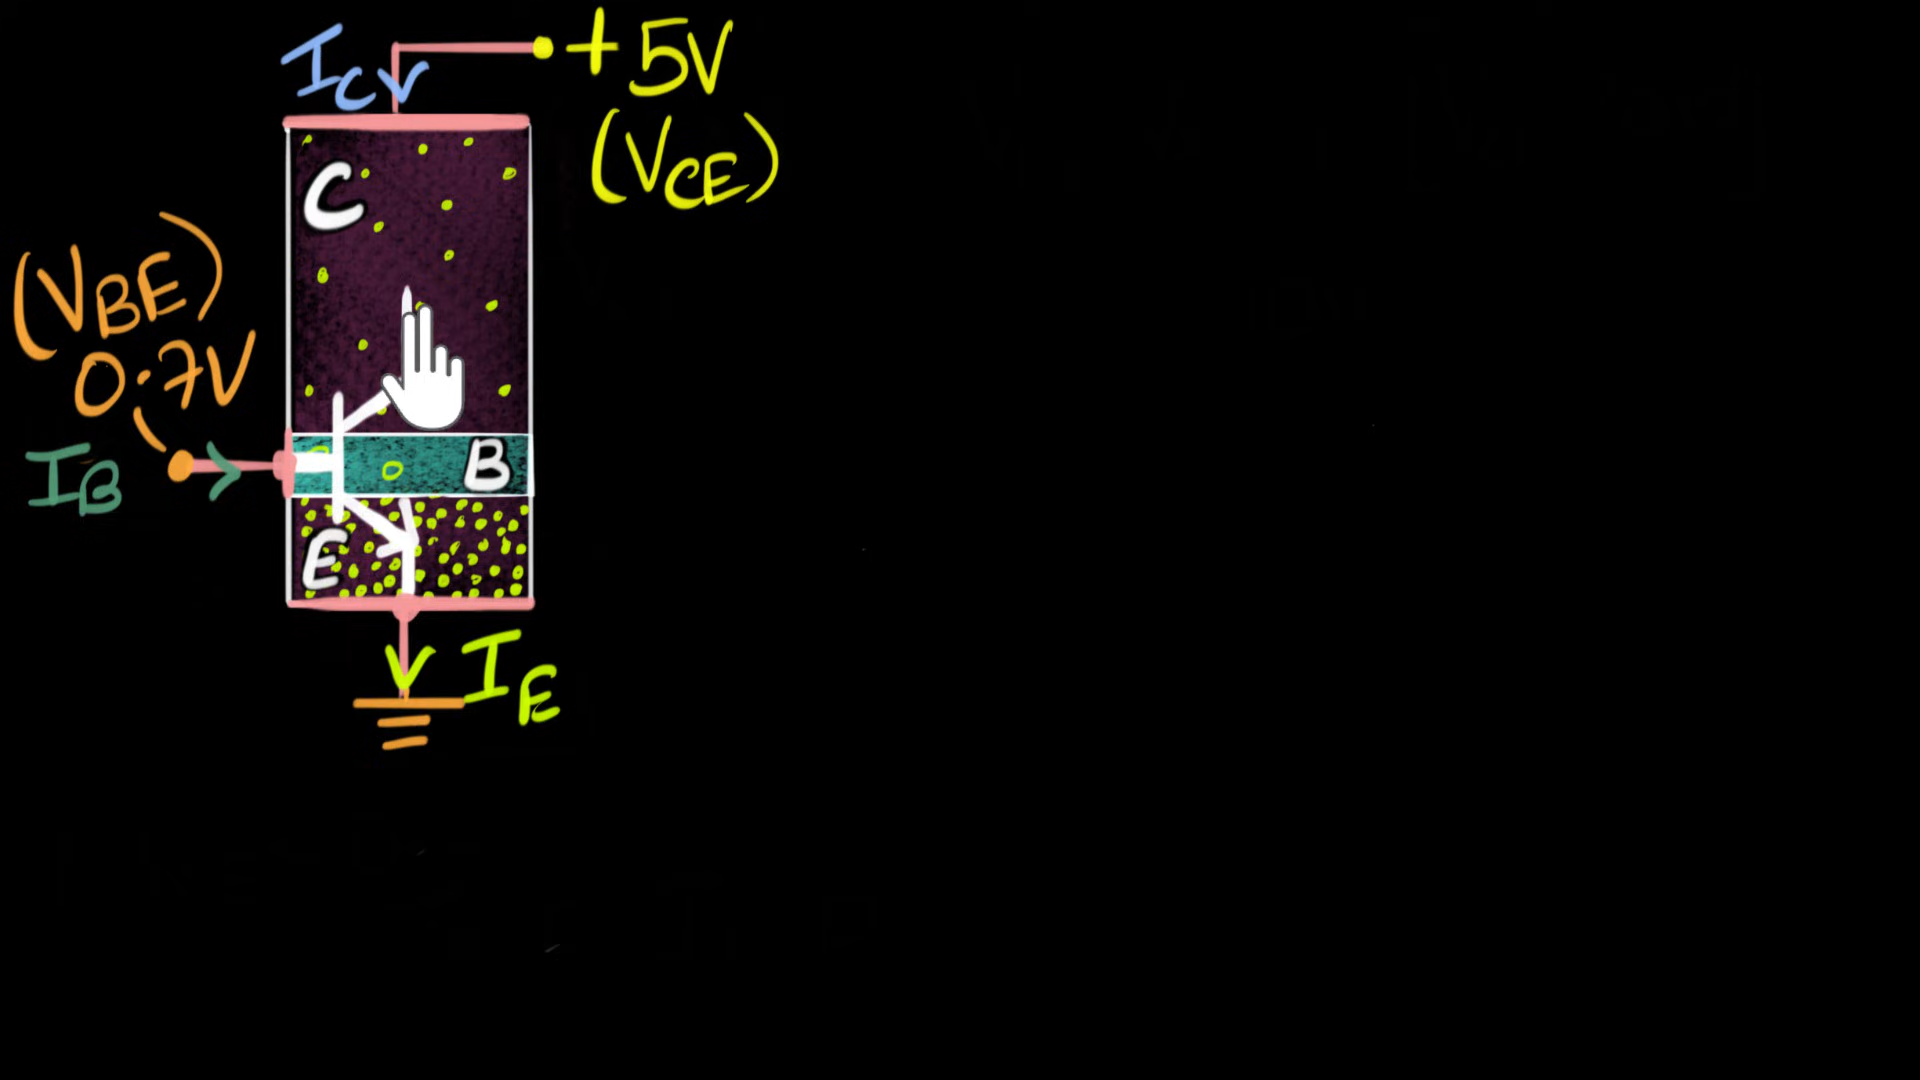 I_C
+5V
(V_CE)
C
(V_BE)
0.7V
I_B
B
E
I_E